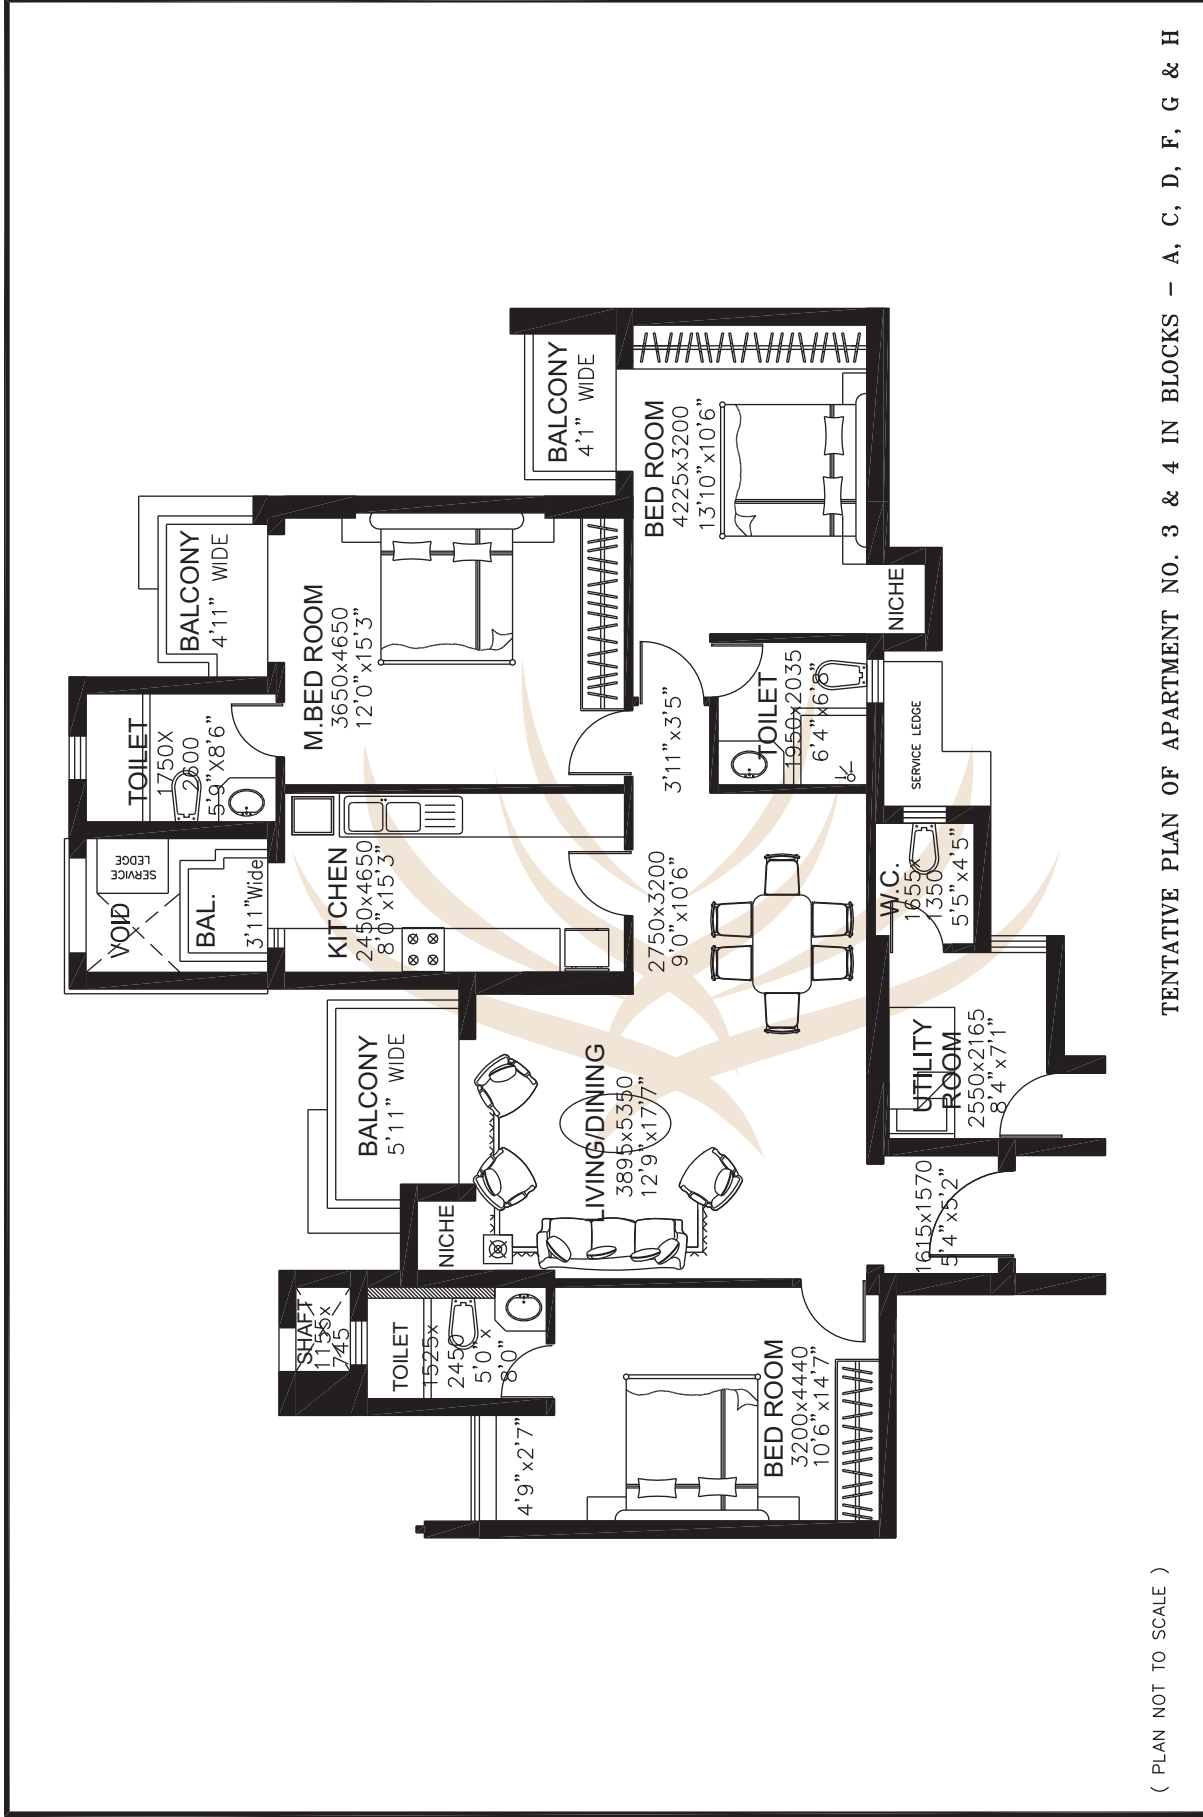 SHAFT
1155x
745
TOILET
1525x
2450
5'0"x
8'0"
4'9"x2'7"
BED ROOM
3200x4440
10'6"x14'7"
NICHE
BALCONY
5'11" WIDE
LIVING/DINING
3895x5350
12'9"x17'7"
1615x1570
5'4"x5'2"
VOID
SERVICE
LEDGE
BAL.
3'11"Wide
KITCHEN
2450x4650
8'0"x15'3"
2750x3200
9'0"x10'6"
UTILITY
ROOM
2550x2165
8'4"x7'1"
W.C.
1655x
1350
5'5"x4'5"
TOILET
1750X
2600
5'9"X8'6"
BALCONY
4'11" WIDE
M.BED ROOM
3650x4650
12'0"x15'3"
3'11"x3'5"
TOILET
1950x2035
6'4"x6'8"
SERVICE LEDGE
BALCONY
4'1" WIDE
BED ROOM
4225x3200
13'10"x10'6"
NICHE
( PLAN NOT TO SCALE )
TENTATIVE PLAN OF APARTMENT NO. 3 & 4 IN BLOCKS – A, C, D, F, G & H